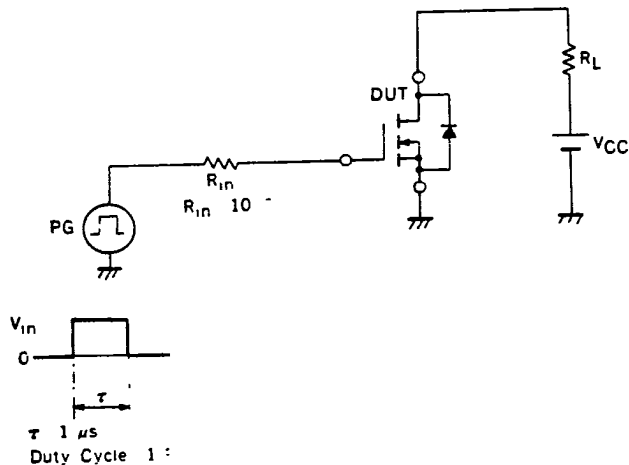 RL
DUT
VCC
Rin
Rin 10
PG
Vin
0
τ
τ 1 μs
Duty Cycle 1